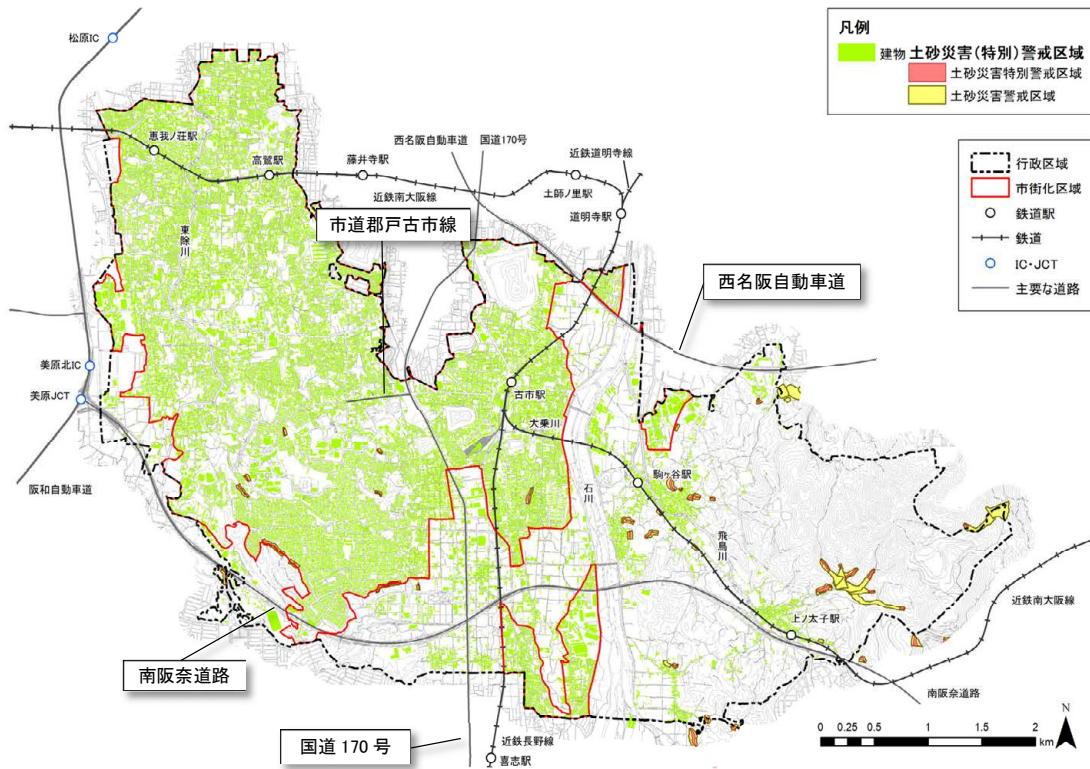 松原IC
凡例
建物 土砂災害(特別)警戒区域
土砂災害特別警戒区域
土砂災害警戒区域
恵我ノ荘駅
高鷲駅
藤井寺駅
西名阪自動車道
国道170号
近鉄道明寺線
土師ノ里駅
近鉄南大阪線
道明寺駅
行政区域
市街化区域
鉄道駅
鉄道
IC・JCT
主要な道路
市道郡戸古市線
東除川
西名阪自動車道
美原北IC
美原JCT
古市駅
大乗川
石川
駒ヶ谷駅
飛鳥川
阪和自動車道
上ノ太子駅
近鉄南大阪線
南阪奈道路
南阪奈道路
国道170号
近鉄長野線
喜志駅
N
0 0.25 0.5 1 1.5 2
km